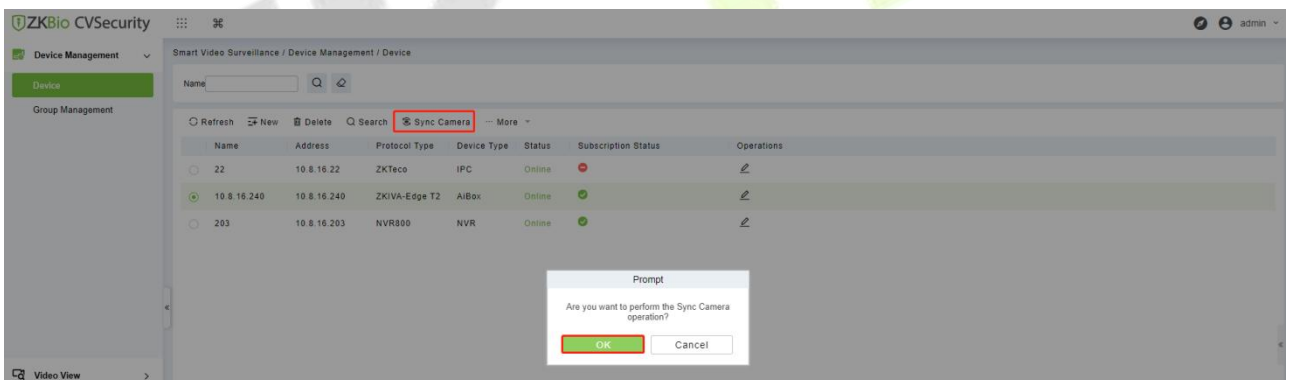 ZKBio CVSecurity
admin
Device Management
Smart Video Surveillance / Device Management / Device
Device
Name
Group Management
Refresh New Delete Search Sync Camera ··· More
Name Address Protocol Type Device Type Status Subscription Status Operations
22 10.8.16.22 ZKTeco IPC Online
10.8.16.240 10.8.16.240 ZKIVA-Edge T2 AiBox Online
203 10.8.16.203 NVR800 NVR Online
Prompt
Are you want to perform the Sync Camera
operation?
OK Cancel
Video View